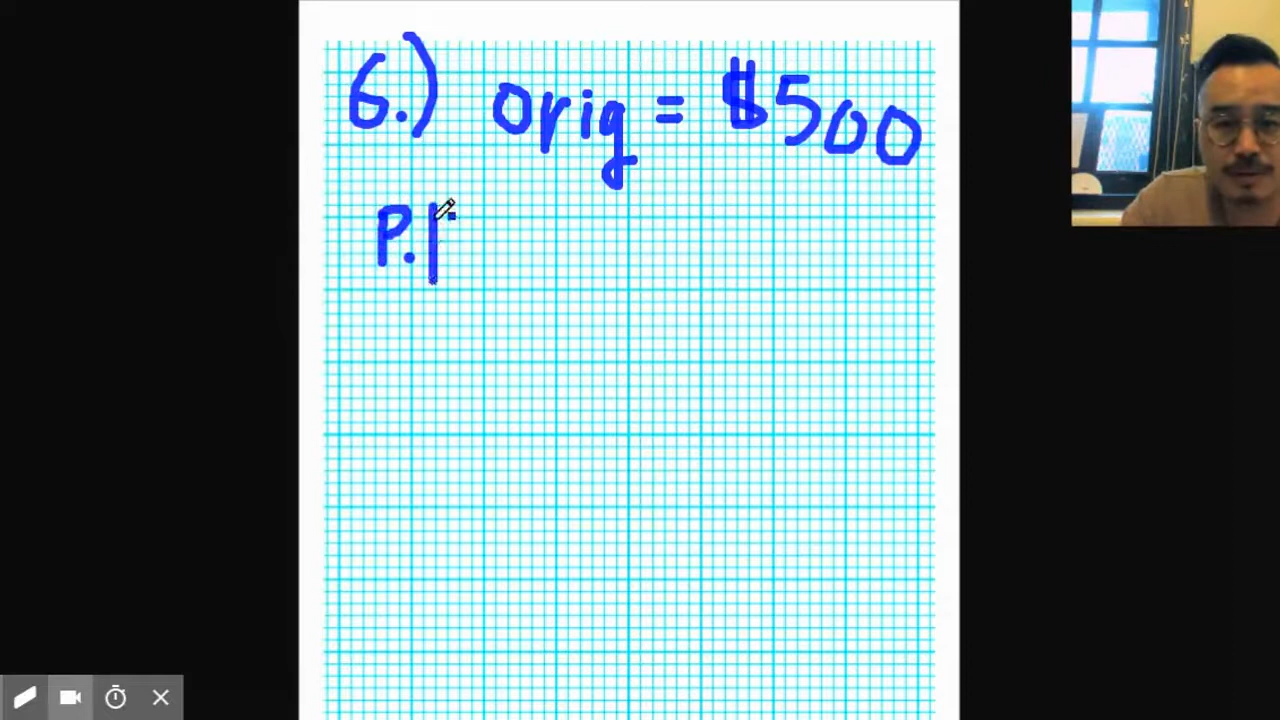 6.) orig = $500
P.